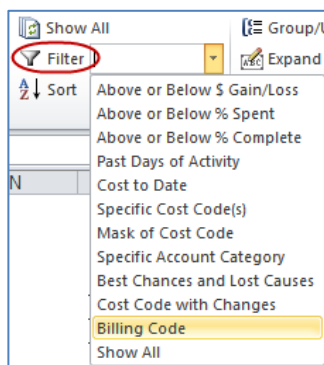 Show All
Group/U
Filter
Expand
Sort
Above or Below $ Gain/Loss
Above or Below % Spent
Above or Below % Complete
Past Days of Activity
Cost to Date
N
Specific Cost Code(s)
Mask of Cost Code
Specific Account Category
Best Chances and Lost Causes
Cost Code with Changes
Billing Code
Show All